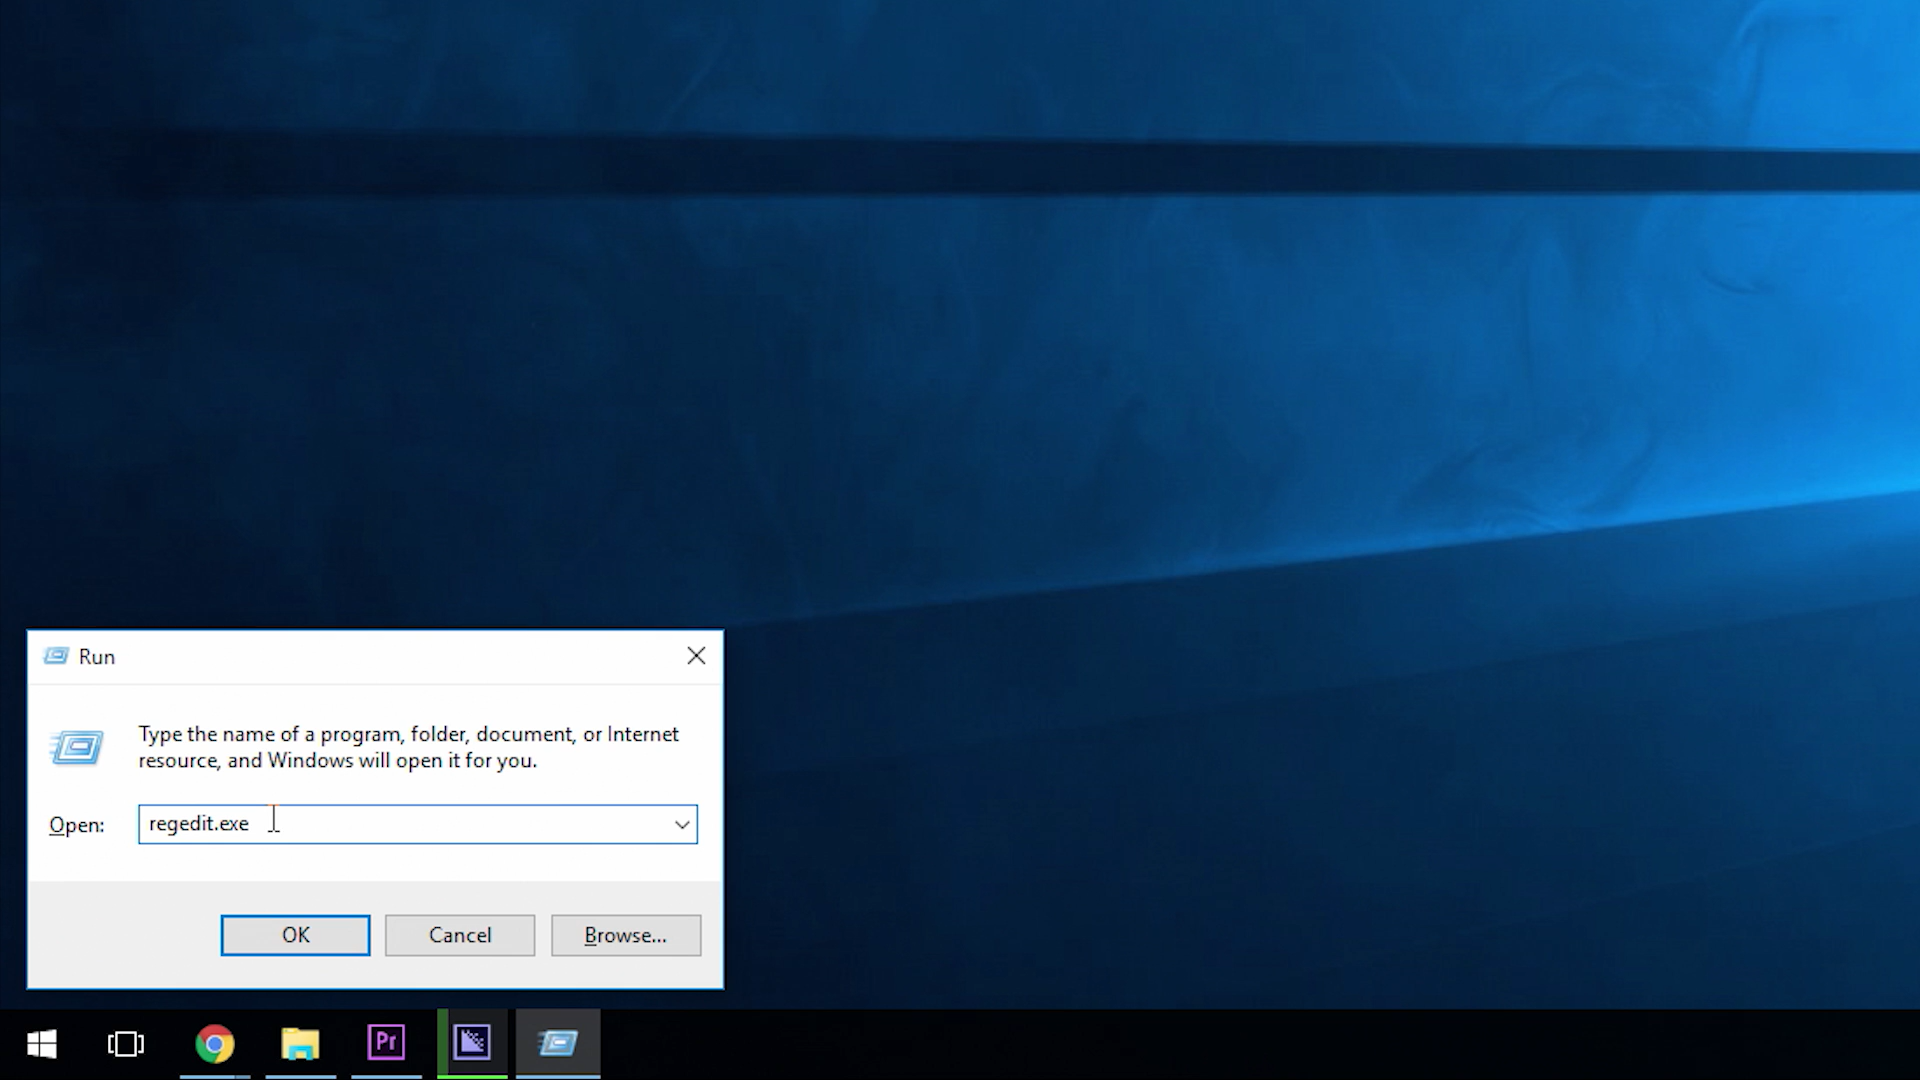 Run
Type the name of a program, folder, document, or Internet
resource, and Windows will open it for you.
Open: regedit.exe
OK Cancel Browse...
Pr